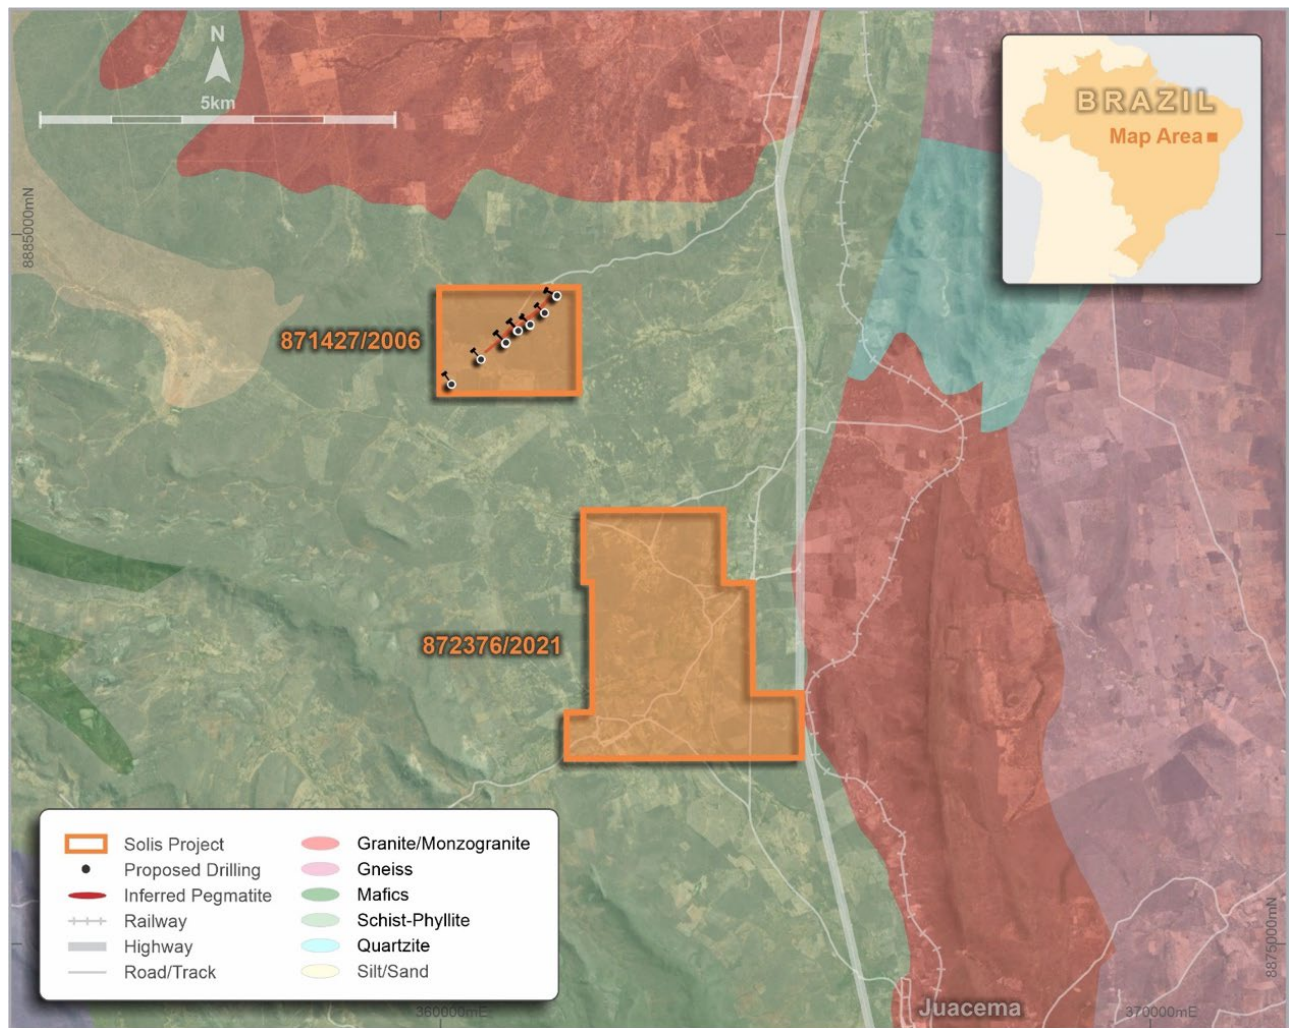 N
5km
BRAZIL
Map Area
8885000mN
871427/2006
872376/2021
Solis Project
Proposed Drilling
Inferred Pegmatite
Railway
Highway
Road/Track
Granite/Monzogranite
Gneiss
Mafics
Schist-Phyllite
Quartzite
Silt/Sand
8875000mN
360000mE
Juacema
370000mE